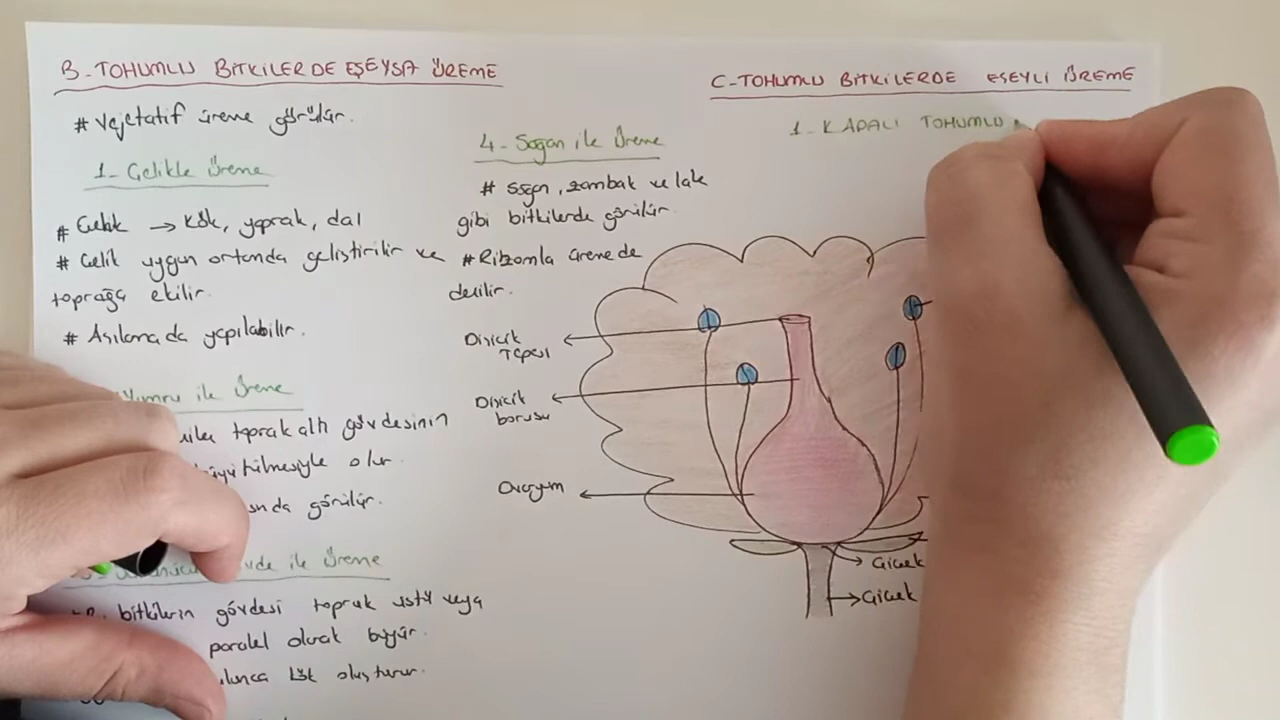 B-TOHUMLU BİTKİLERDE EŞEYSİZ ÜREME
# Vejetatif üreme görülür.
1- Çelikle Üreme
# Çelik → Kök, yaprak, dal
# Çelik uygun ortamda geliştirilir ve
toprağa ekilir.
# Aşılama da yapılabilir.
Yumru ile Üreme
toprak altı gövdesinin
olur.
görülür.
ile Üreme
bitkilerin gövdesi toprak üstü veya
paralel olarak büyür.
kök oluşturur.
4- Soğan ile Üreme
# Soğan, zambak ve lale
gibi bitkilerde görülür.
# Rizomla üreme de
denilir.
C-TOHUMLU BİTKİLERDE EŞEYLİ ÜREME
1- KAPALI TOHUMLU
Dişicik
Tepesi
Dişicik
borusu
Ovaryum
Çiçek
Çiçek